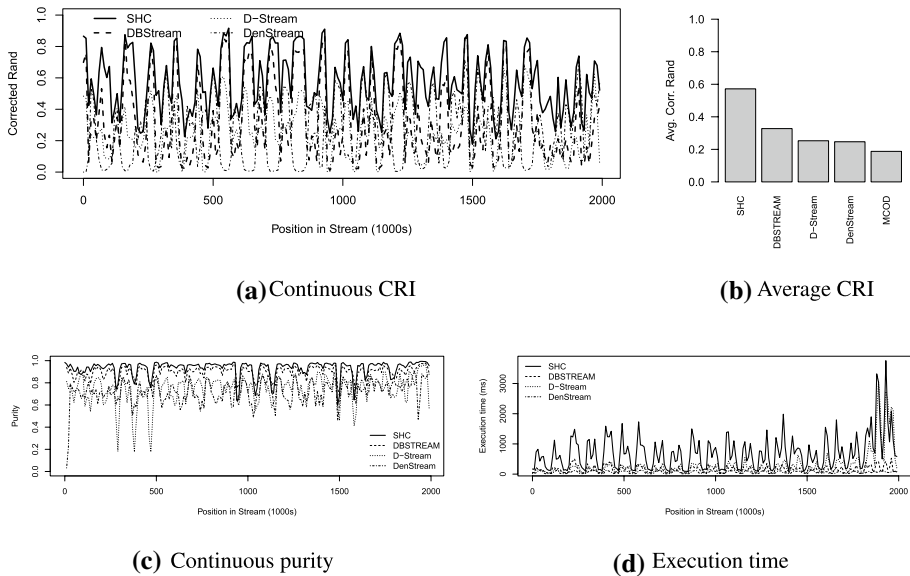 SHC
DBStream
D−Stream
DenStream
Corrected Rand
1.0
0.8
0.6
0.4
0.2
0.0
0
500
1000
1500
2000
Position in Stream (1000s)
(a) Continuous CRI
Avg. Corr. Rand
1.0
0.8
0.6
0.4
0.2
0.0
SHC
DBSTREAM
D−Stream
DenStream
MCOD
(b) Average CRI
Purity
1.0
0.8
0.6
0.4
0.2
0.0
SHC
DBSTREAM
D−Stream
DenStream
0
500
1000
1500
2000
Position in Stream (1000s)
(c) Continuous purity
Execution time (ms)
3000
2000
1000
0
SHC
DBSTREAM
D−Stream
DenStream
0
500
1000
1500
2000
Position in Stream (1000s)
(d) Execution time